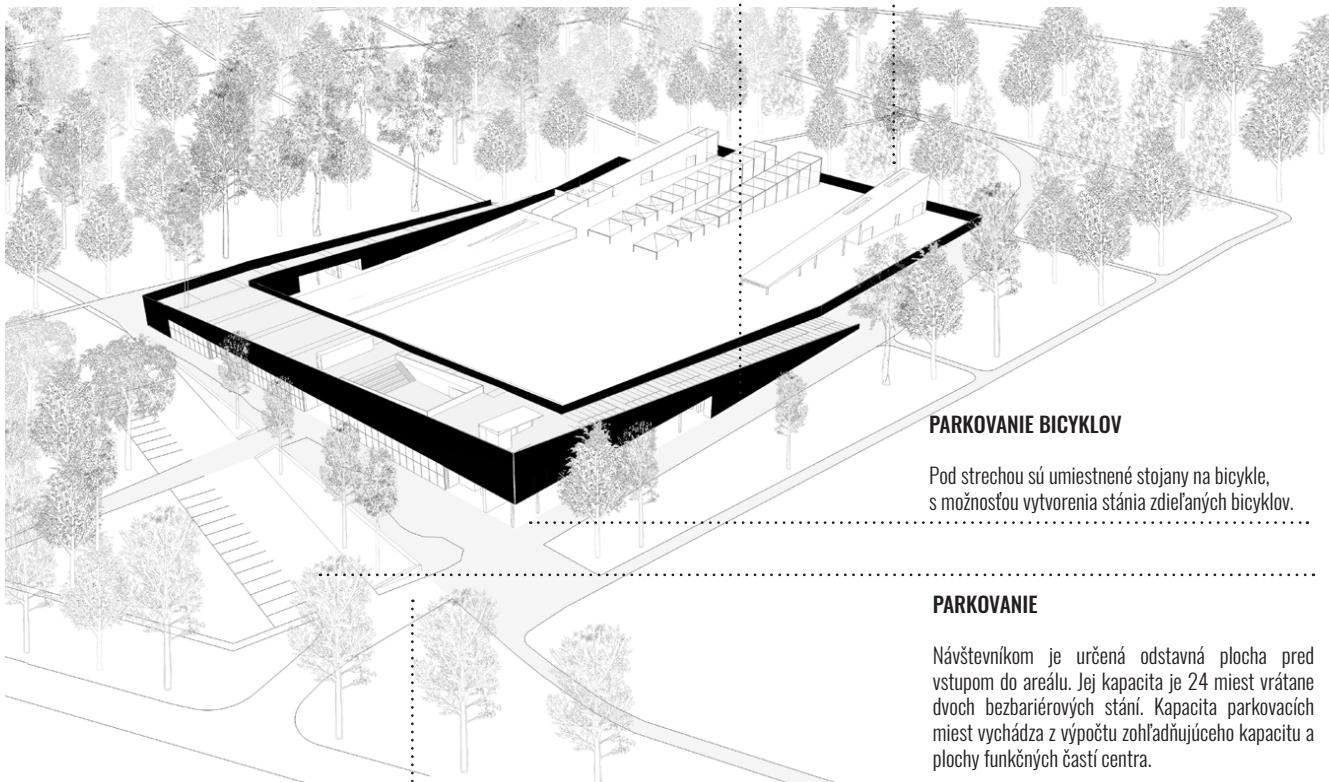 PARKOVANIE BICYKLOV
Pod strechou sú umiestnené stojany na bicykle,
s možnosťou vytvorenia stánia zdieľaných bicyklov.
PARKOVANIE
Návštevníkom je určená odstavná plocha pred
vstupom do areálu. Jej kapacita je 24 miest vrátane
dvoch bezbariérových stání. Kapacita parkovacích
miest vychádza z výpočtu zohľadňujúceho kapacitu a
plochy funkčných častí centra.